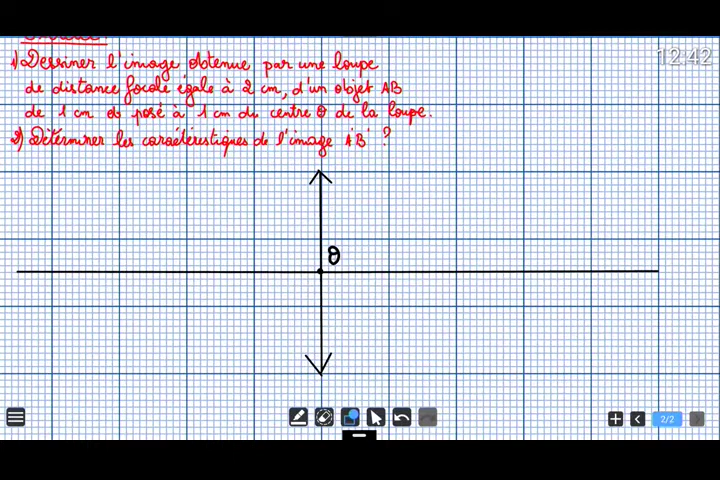 12:42
1) Dessiner l'image obtenue par une loupe
de distance focale égale à 2 cm, d'un objet AB
de 1 cm et posé à 1 cm du centre O de la loupe.
2) Déterminer les caractéristiques de l'image A'B' ?
O
2/2